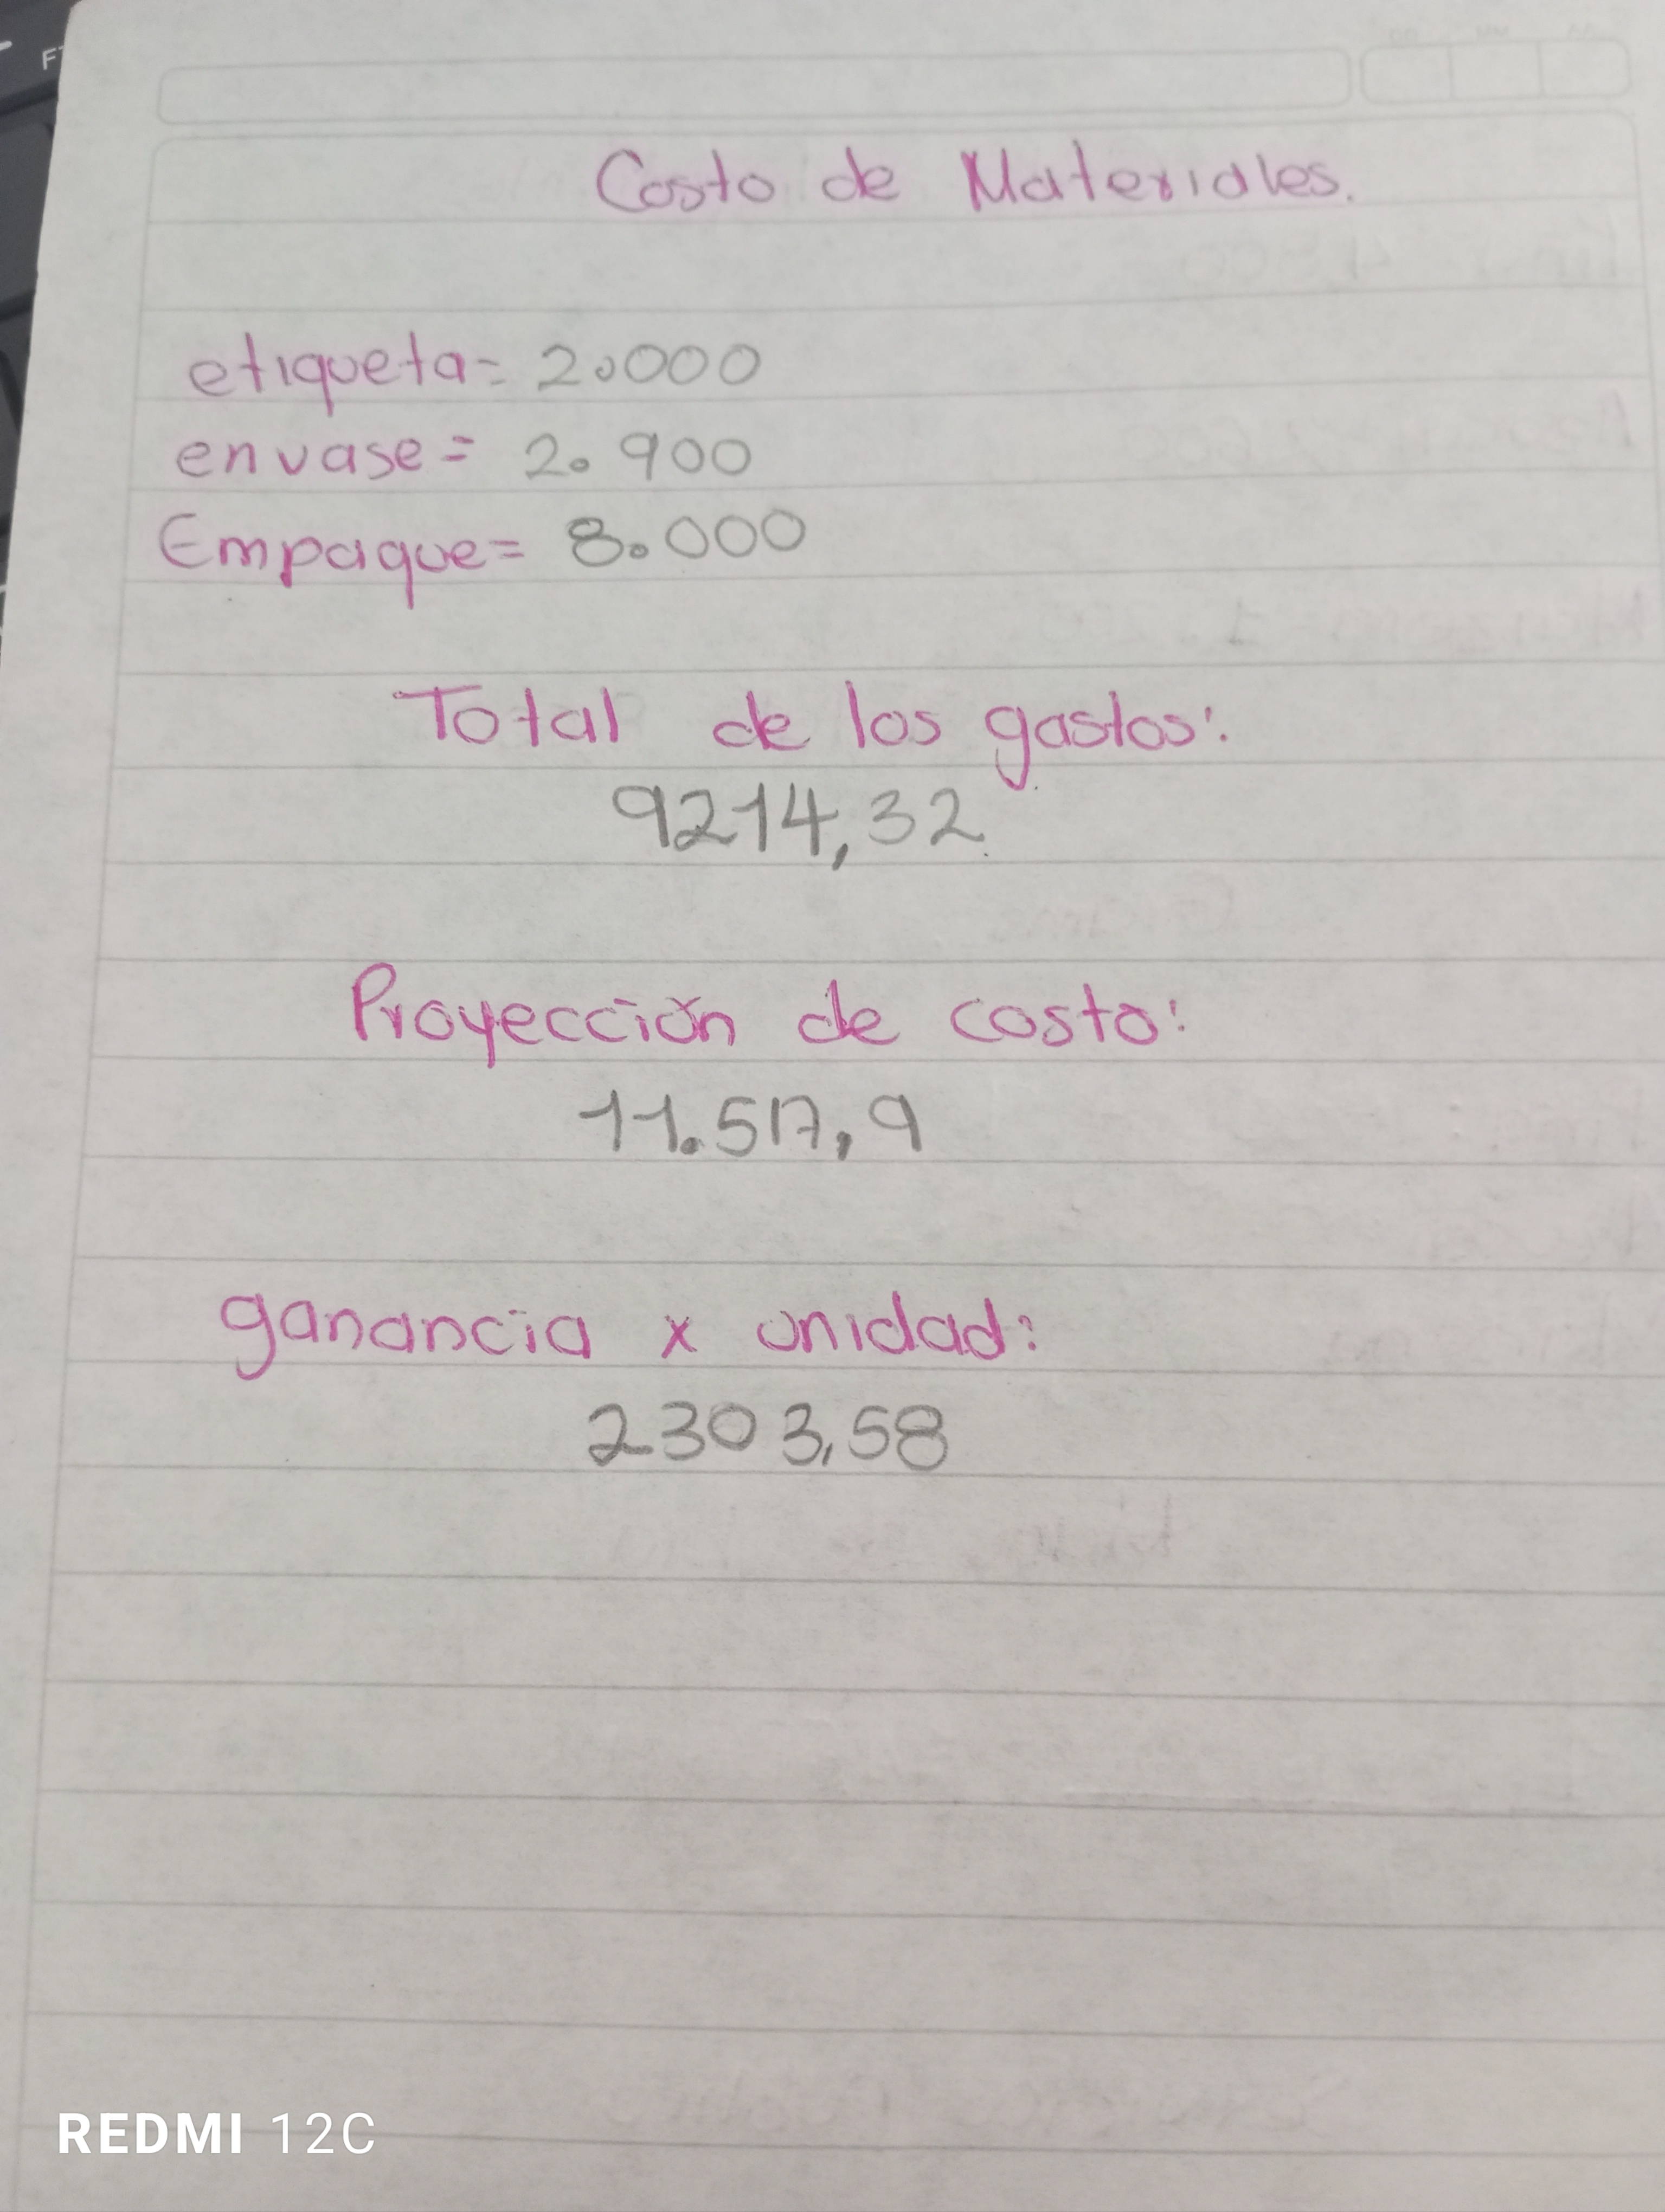 Costo de Materiales.
etiqueta= 2.000
envase= 2.900
Empaque= 8.000
Total de los gastos:
9214,32
Proyección de costo:
11.517,9
ganancia x unidad:
2303,58
REDMI 12C